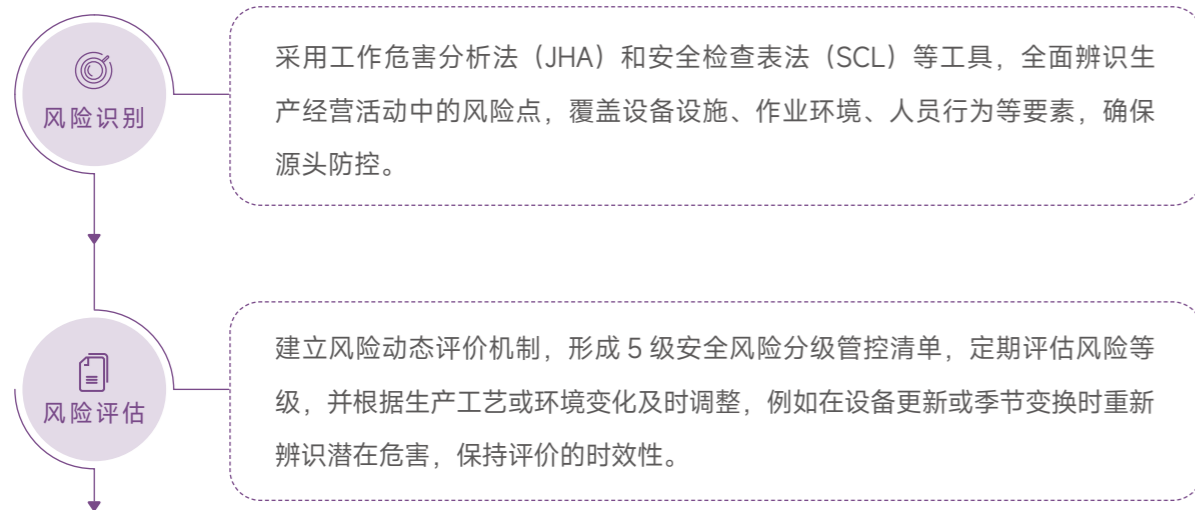 风险识别
采用工作危害分析法（JHA）和安全检查表法（SCL）等工具，全面辨识生
产经营活动中的风险点，覆盖设备设施、作业环境、人员行为等要素，确保
源头防控。
风险评估
建立风险动态评价机制，形成 5 级安全风险分级管控清单，定期评估风险等
级，并根据生产工艺或环境变化及时调整，例如在设备更新或季节变换时重新
辨识潜在危害，保持评价的时效性。